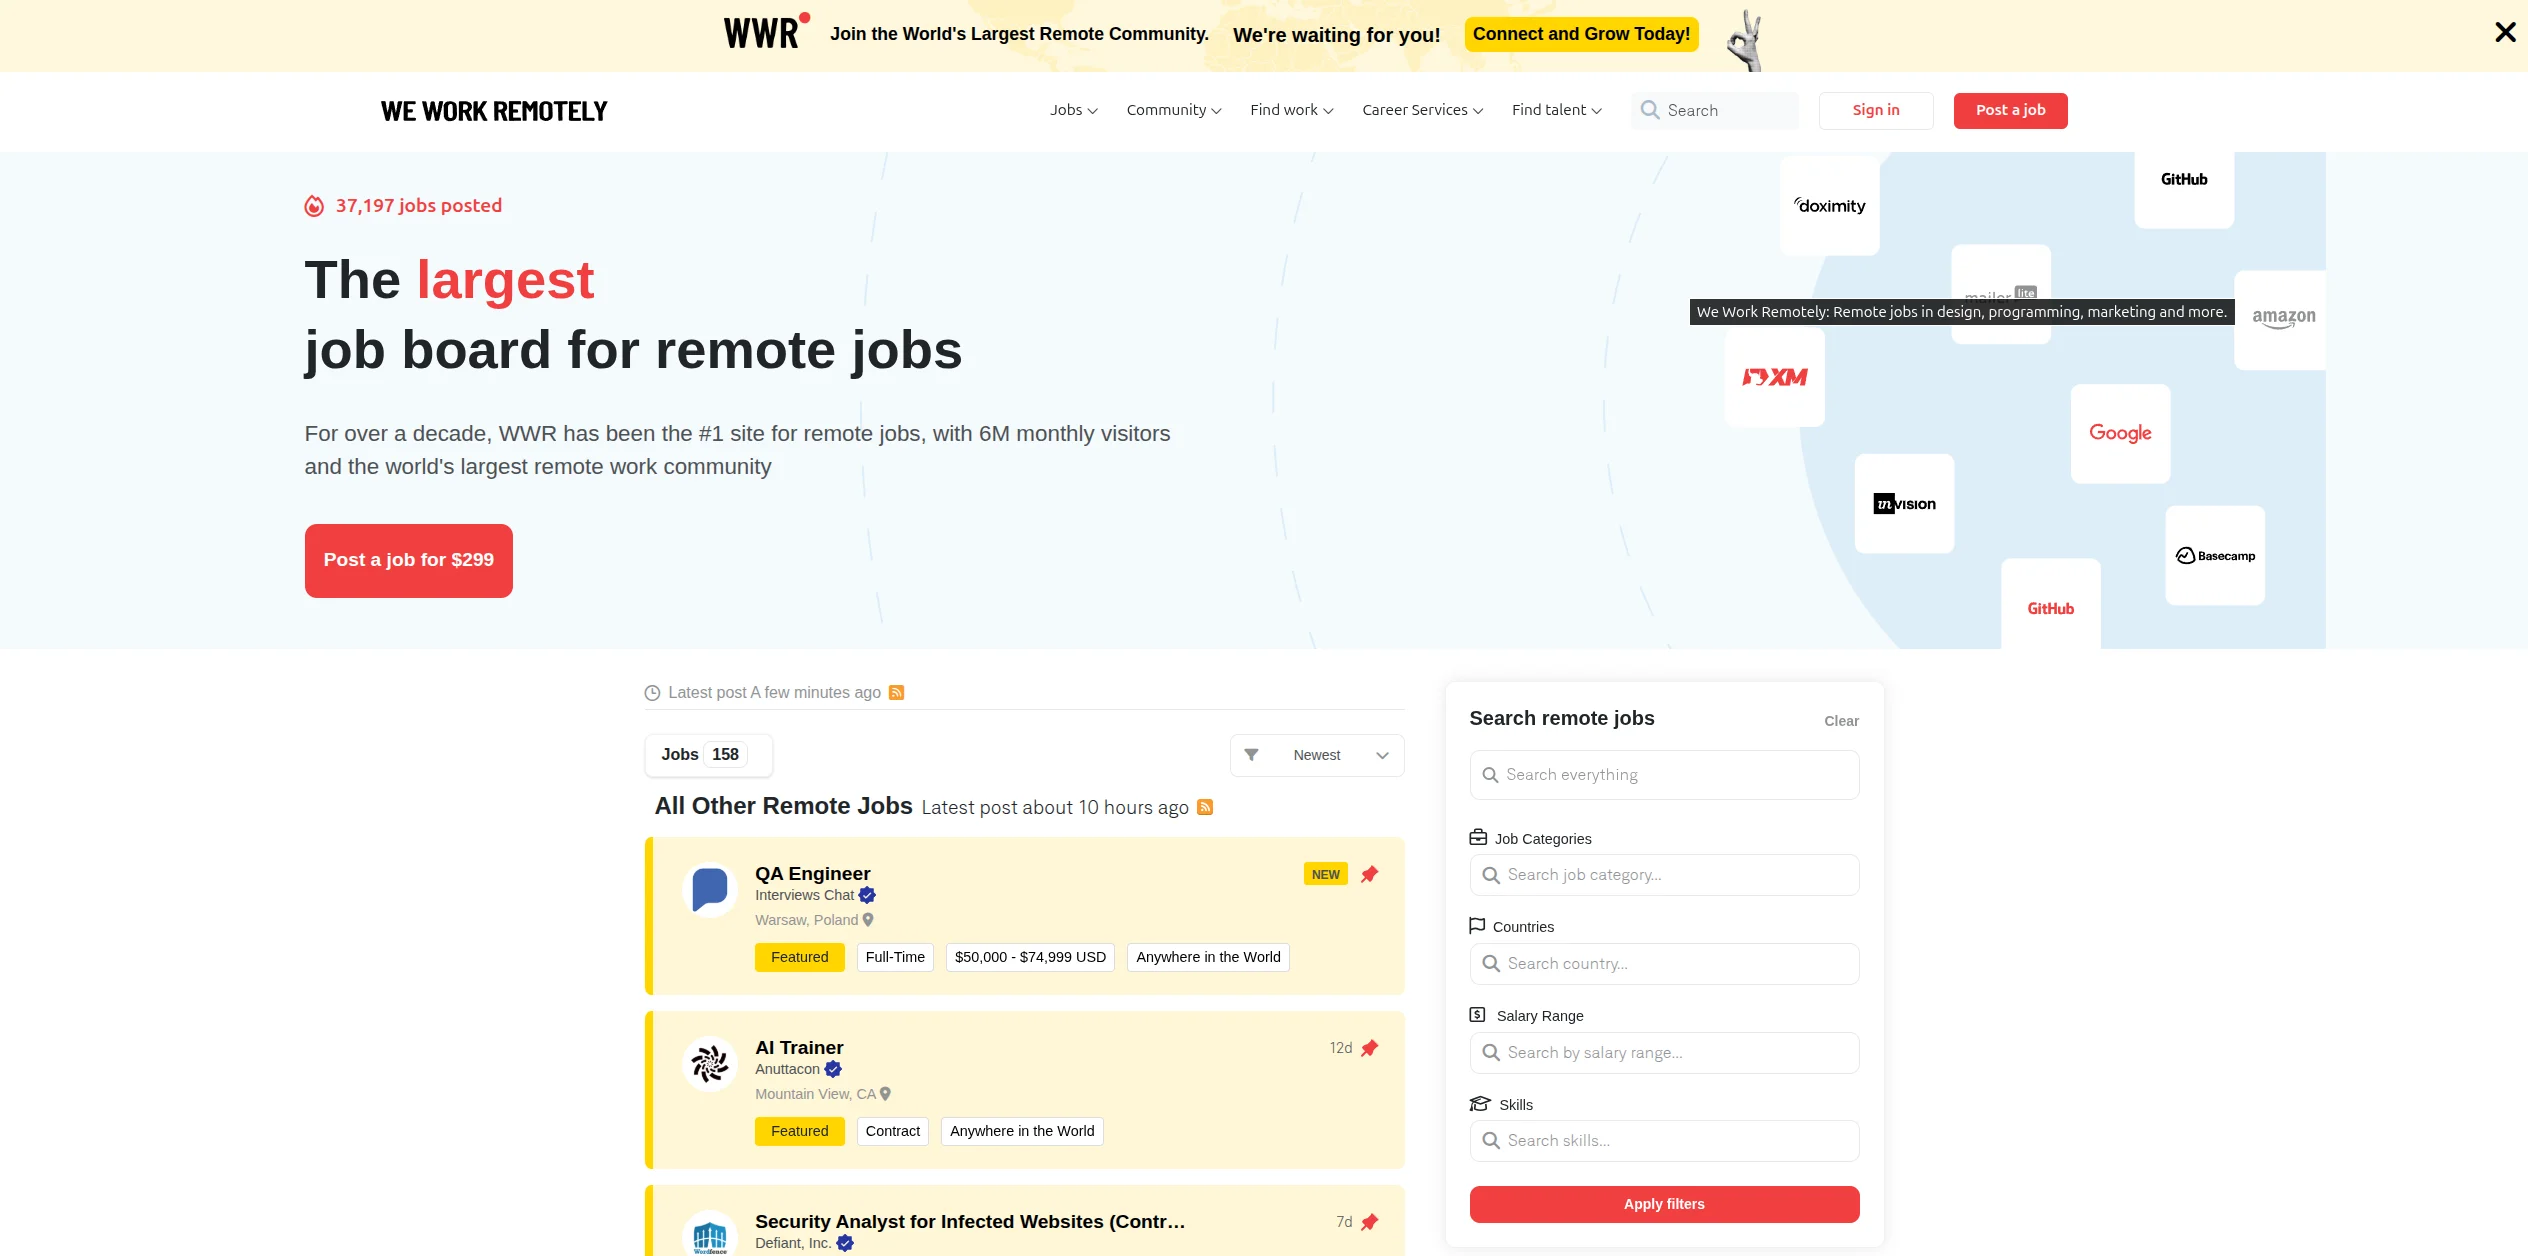 WWR
Join the World's Largest Remote Community.
We're waiting for you!
Connect and Grow Today!
WE WORK REMOTELY
Jobs
Community
Find work
Career Services
Find talent
Search
Sign in
Post a job
37,197 jobs posted
The largest
job board for remote jobs
For over a decade, WWR has been the #1 site for remote jobs, with 6M monthly visitors
and the world's largest remote work community
Post a job for $299
doximity
GitHub
mailer lite
We Work Remotely: Remote jobs in design, programming, marketing and more.
amazon
XM
Google
invision
Basecamp
GitHub
Latest post A few minutes ago
Jobs 158
Newest
All Other Remote Jobs Latest post about 10 hours ago
QA Engineer
NEW
Interviews Chat
Warsaw, Poland
Featured
Full-Time
$50,000 - $74,999 USD
Anywhere in the World
AI Trainer
12d
Anuttacon
Mountain View, CA
Featured
Contract
Anywhere in the World
Security Analyst for Infected Websites (Contr…
7d
Defiant, Inc.
Wordfence
Search remote jobs
Clear
Search everything
Job Categories
Search job category...
Countries
Search country...
Salary Range
Search by salary range...
Skills
Search skills...
Apply filters